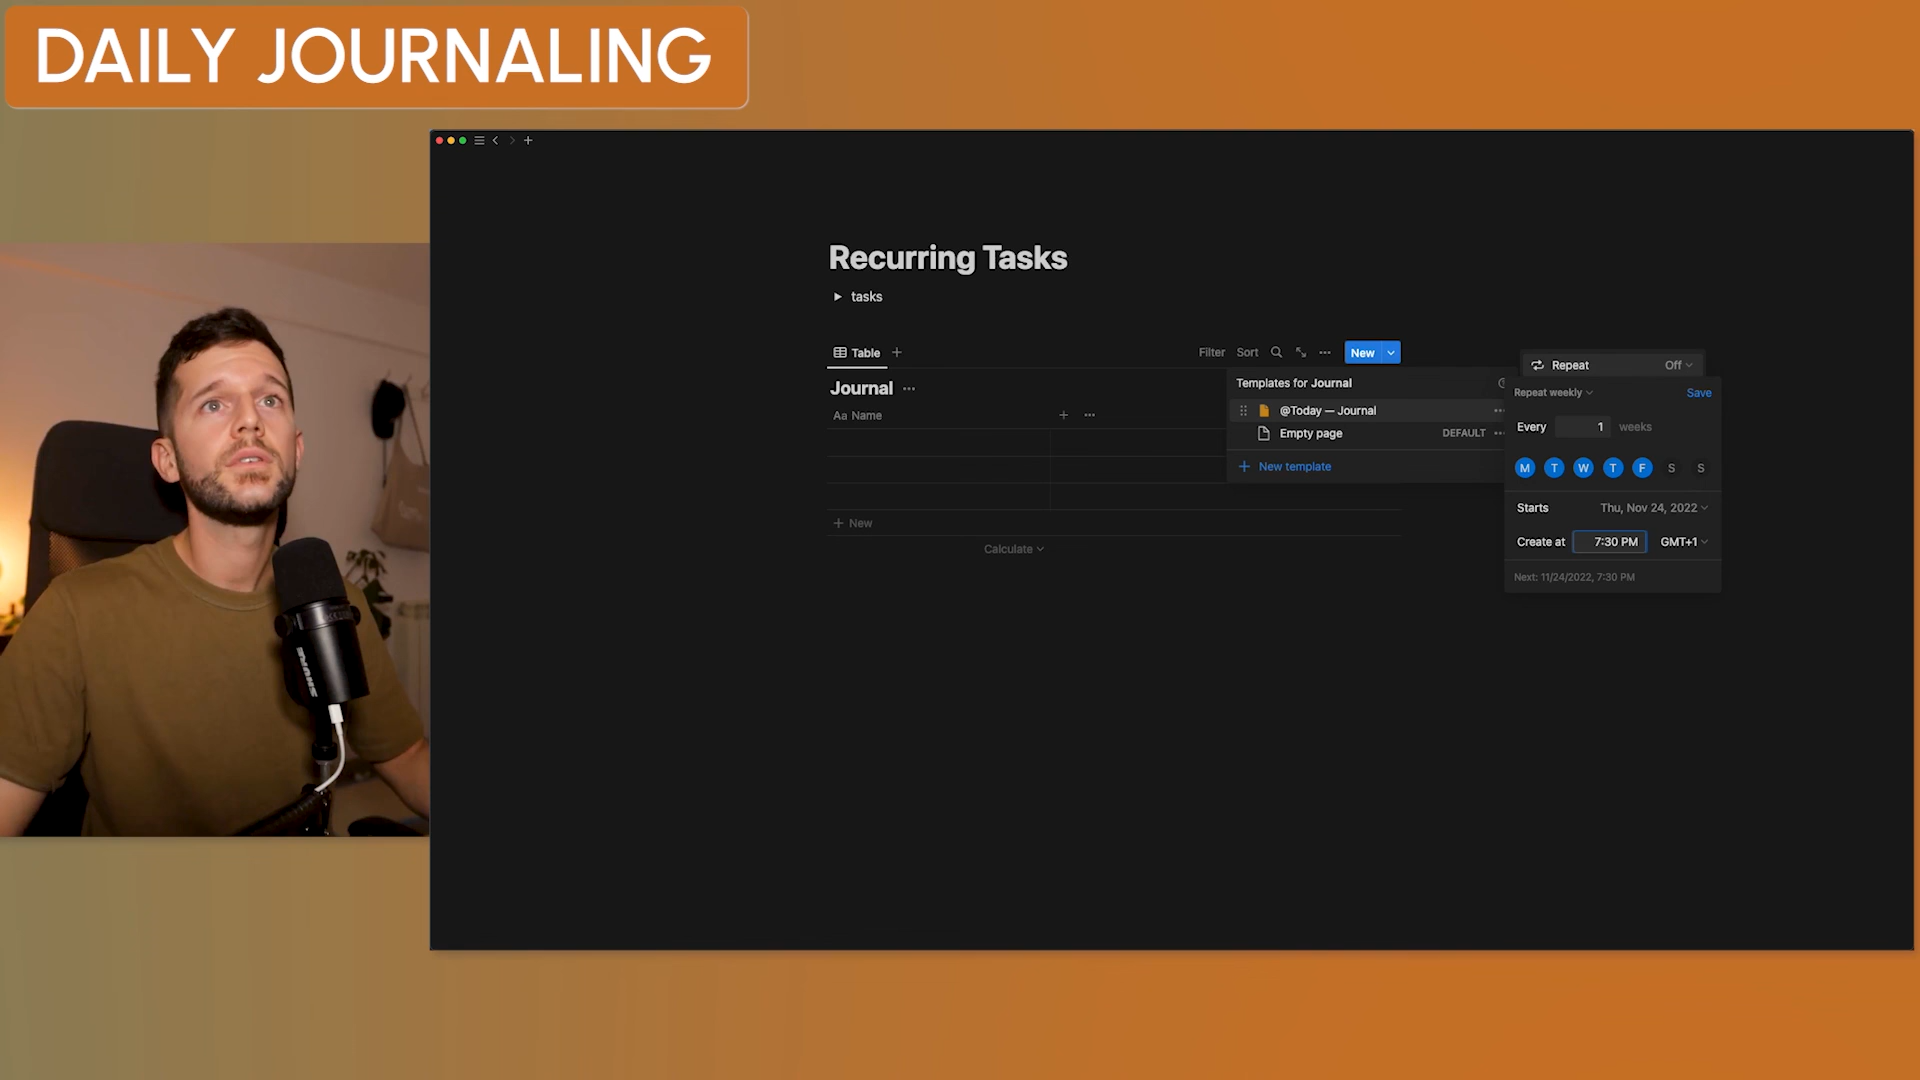 DAILY JOURNALING
Recurring Tasks
tasks
Table
Filter Sort New
Journal
Aa Name
New
Calculate
Templates for Journal
@Today — Journal
Empty page DEFAULT
New template
Repeat Off
Repeat weekly Save
Every 1 weeks
M T W T F S S
Starts Thu, Nov 24, 2022
Create at 7:30 PM GMT+1
Next: 11/24/2022, 7:30 PM
SHURE